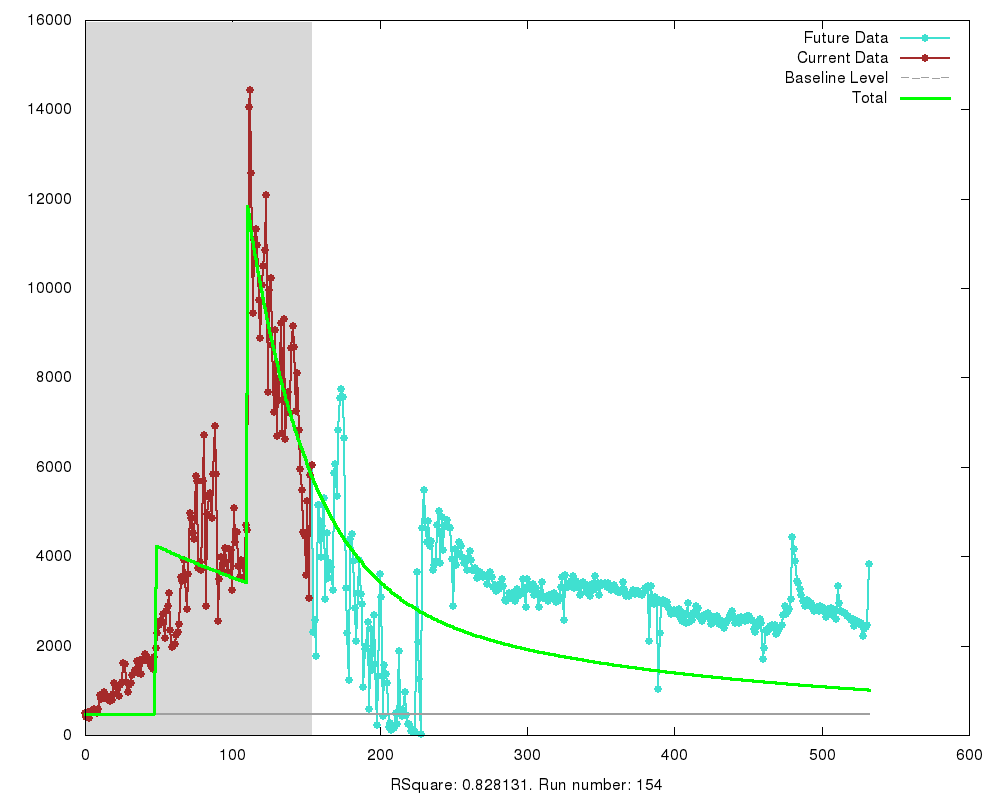 16000
14000
12000
10000
8000
6000
4000
2000
0
Future Data
Current Data
Baseline Level
Total
0 100 200 300 400 500 600
RSquare: 0.828131. Run number: 154